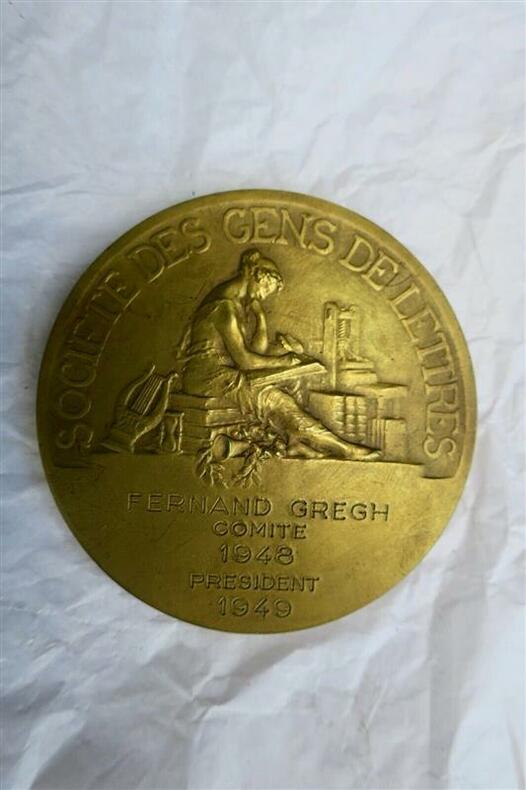 SOCIETE DES GENS DE LETTRES
FERNAND GREGH
COMITE
1948
PRESIDENT
1949